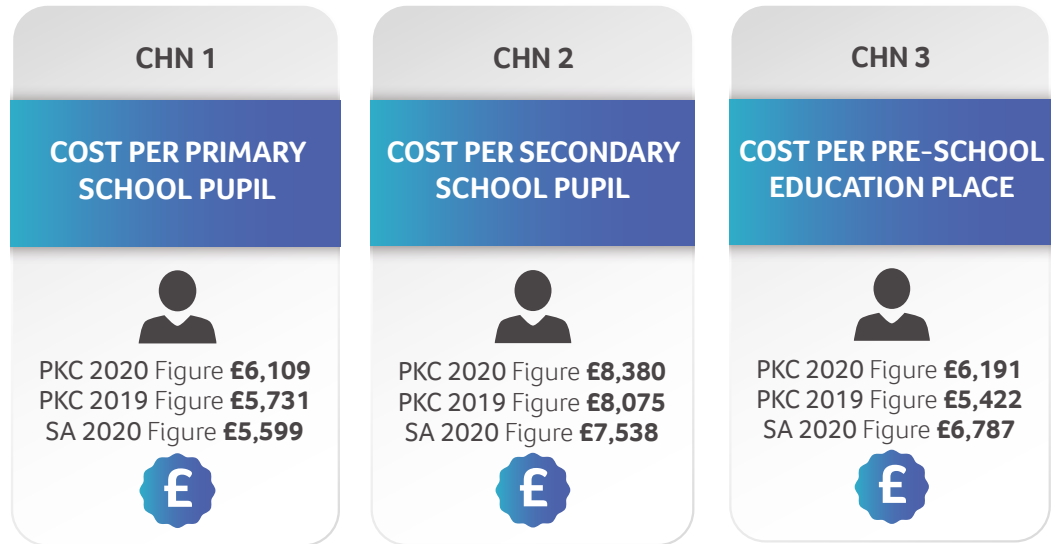 CHN 1
COST PER PRIMARY
SCHOOL PUPIL
PKC 2020 Figure £6,109
PKC 2019 Figure £5,731
SA 2020 Figure £5,599
£
CHN 2
COST PER SECONDARY
SCHOOL PUPIL
PKC 2020 Figure £8,380
PKC 2019 Figure £8,075
SA 2020 Figure £7,538
£
CHN 3
COST PER PRE-SCHOOL
EDUCATION PLACE
PKC 2020 Figure £6,191
PKC 2019 Figure £5,422
SA 2020 Figure £6,787
£